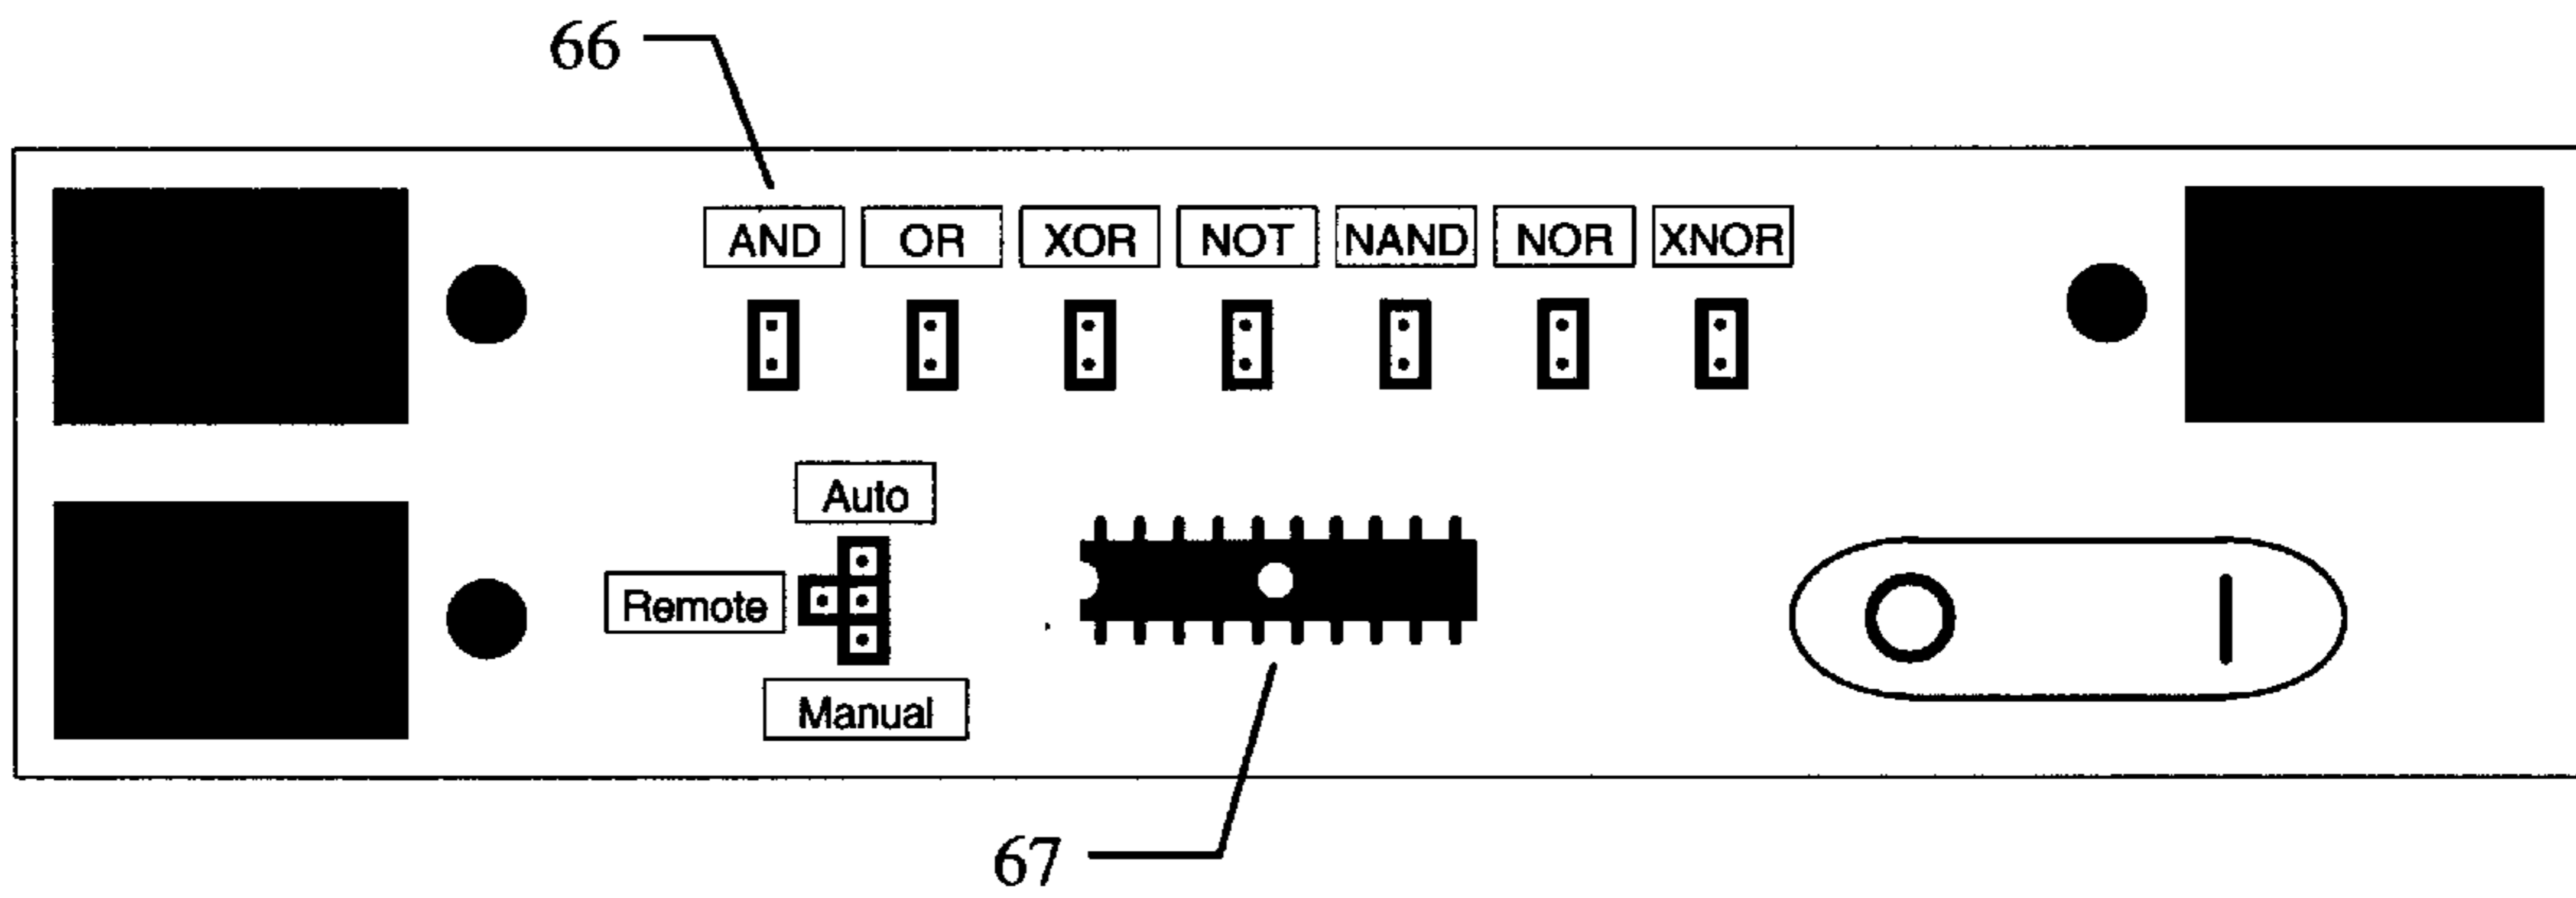 66
AND OR XOR NOT NAND NOR XNOR
Auto
Remote
Manual
67